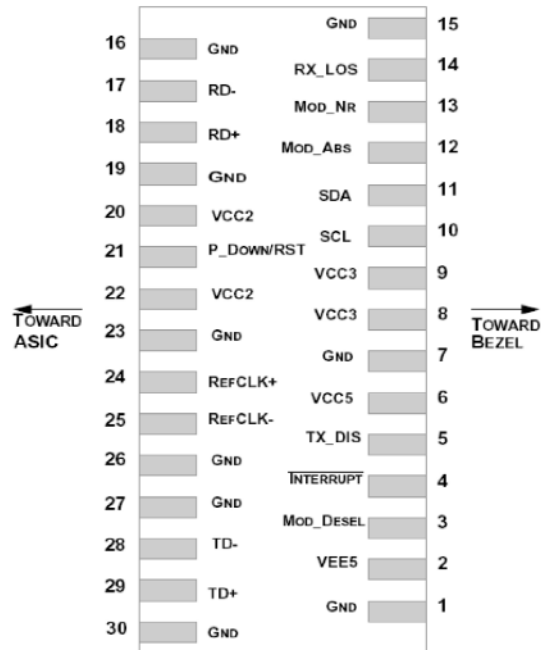 GND 15
16 GND
RX_LOS 14
17 RD-
MOD_NR 13
18 RD+
MOD_ABS 12
19 GND
SDA 11
20 VCC2
SCL 10
21 P_DOWN/RST
VCC3 9
22 VCC2
VCC3 8
TOWARD ASIC
TOWARD BEZEL
23 GND
GND 7
24 REFCLK+
VCC5 6
25 REFCLK-
TX_DIS 5
26 GND
INTERRUPT 4
27 GND
MOD_DESEL 3
28 TD-
VEE5 2
29 TD+
GND 1
30 GND